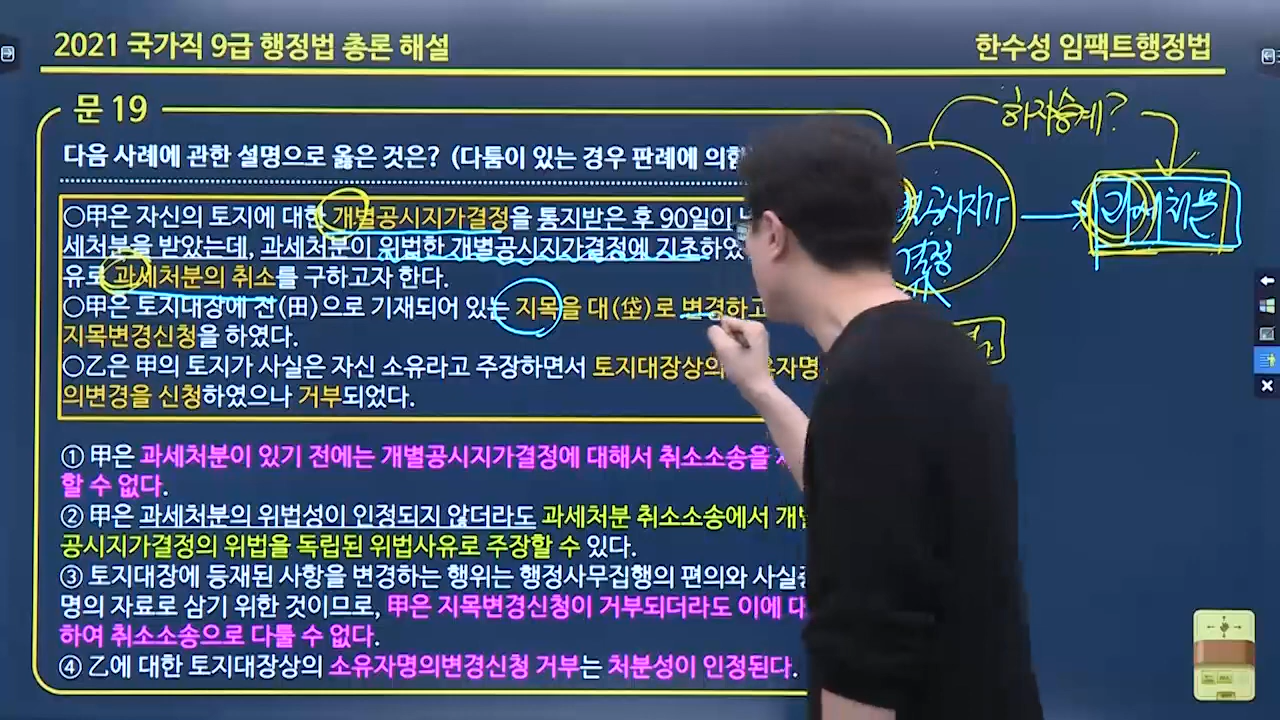 2021 국가직 9급 행정법 총론 해설
한수성 임팩트행정법
문 19
하자승계?
다음 사례에 관한 설명으로 옳은 것은? (다툼이 있는 경우 판례에 의함
○甲은 자신의 토지에 대한 개별공시지가결정을 통지받은 후 90일이
세처분을 받았는데, 과세처분이 위법한 개별공시지가결정에 기초하였
유로 과세처분의 취소를 구하고자 한다.
○甲은 토지대장에 전(田)으로 기재되어 있는 지목을 대(垈)로 변경하고
지목변경신청을 하였다.
○乙은 甲의 토지가 사실은 자신 소유라고 주장하면서 토지대장상의 소유자명
의변경을 신청하였으나 거부되었다.
공시지가
결정
과세처분
① 甲은 과세처분이 있기 전에는 개별공시지가결정에 대해서 취소소송을 제
할 수 없다.
② 甲은 과세처분의 위법성이 인정되지 않더라도 과세처분 취소소송에서 개별
공시지가결정의 위법을 독립된 위법사유로 주장할 수 있다.
③ 토지대장에 등재된 사항을 변경하는 행위는 행정사무집행의 편의와 사실증
명의 자료로 삼기 위한 것이므로, 甲은 지목변경신청이 거부되더라도 이에 대
하여 취소소송으로 다툴 수 없다.
④ 乙에 대한 토지대장상의 소유자명의변경신청 거부는 처분성이 인정된다.